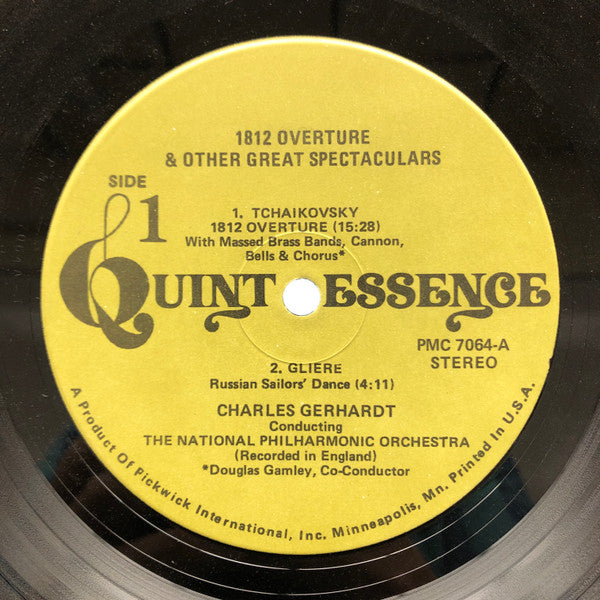 1812 OVERTURE
& OTHER GREAT SPECTACULARS
SIDE
1
1. TCHAIKOVSKY
1812 OVERTURE (15:28)
With Massed Brass Bands, Cannon,
Bells & Chorus*
QUINTESSENCE
PMC 7064-A
STEREO
2. GLIERE
Russian Sailors' Dance (4:11)
CHARLES GERHARDT
Conducting
THE NATIONAL PHILHARMONIC ORCHESTRA
(Recorded in England)
*Douglas Gamley, Co-Conductor
A Product Of Pickwick International, Inc. Minneapolis, Mn. Printed In U.S.A.